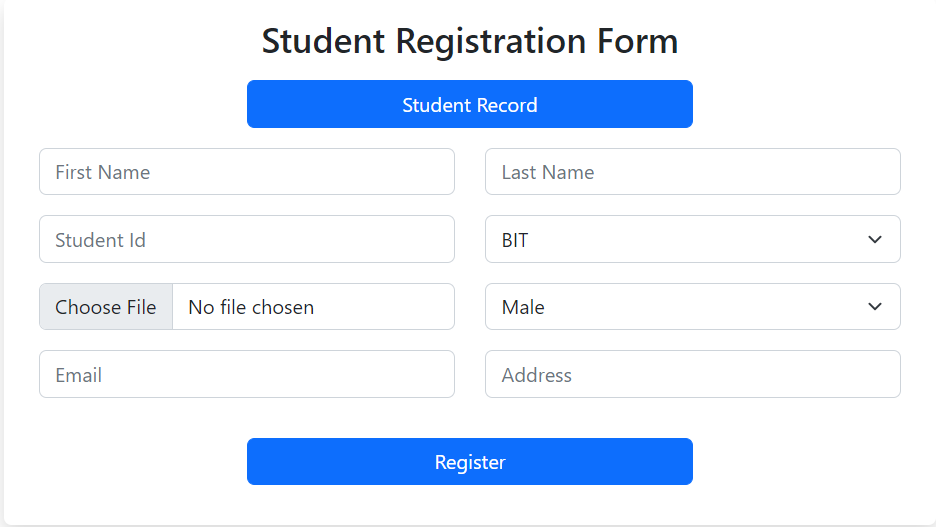 Student Registration Form
Student Record
First Name Last Name
Student Id BIT
Choose File No file chosen Male
Email Address
Register